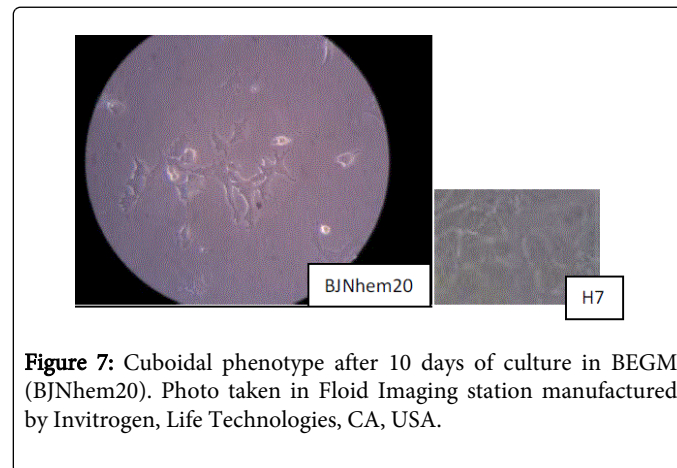 BJNhem20
H7
Figure 7: Cuboidal phenotype after 10 days of culture in BEGM
(BJNhem20). Photo taken in Floid Imaging station manufactured
by Invitrogen, Life Technologies, CA, USA.